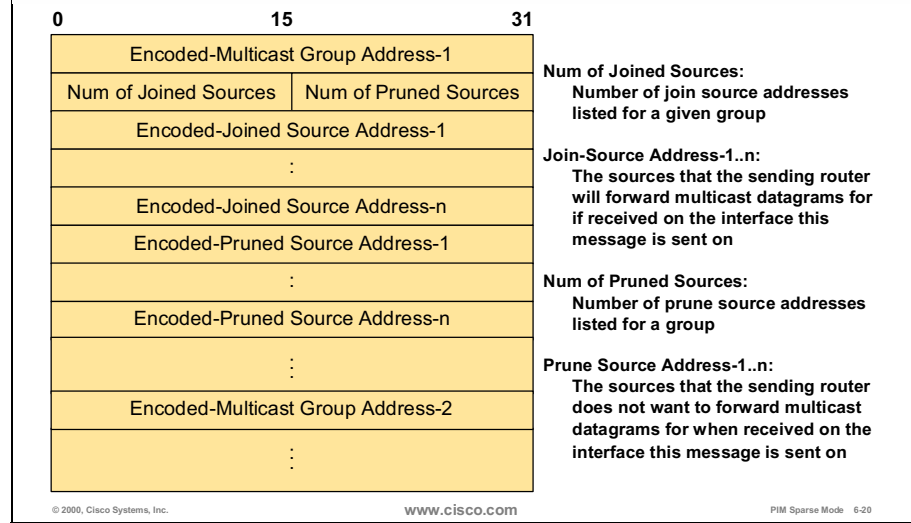 0 15 31
Encoded-Multicast Group Address-1
Num of Joined Sources Num of Pruned Sources
Encoded-Joined Source Address-1
:
Encoded-Joined Source Address-n
Encoded-Pruned Source Address-1
:
Encoded-Pruned Source Address-n
:
Encoded-Multicast Group Address-2
:
Num of Joined Sources:
Number of join source addresses
listed for a given group
Join-Source Address-1..n:
The sources that the sending router
will forward multicast datagrams for
if received on the interface this
message is sent on
Num of Pruned Sources:
Number of prune source addresses
listed for a group
Prune Source Address-1..n:
The sources that the sending router
does not want to forward multicast
datagrams for when received on the
interface this message is sent on
© 2000, Cisco Systems, Inc. www.cisco.com PIM Sparse Mode 6-20